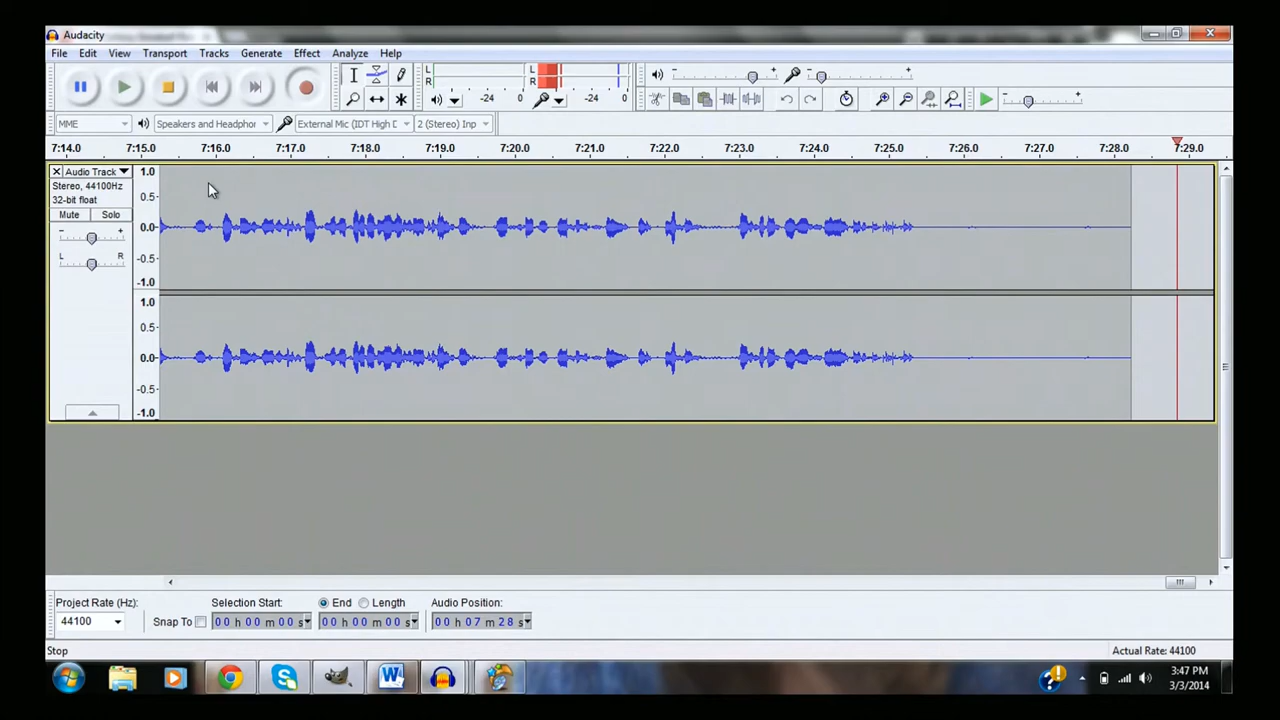 Audacity
File Edit View Transport Tracks Generate Effect Analyze Help
L R -24 0 L R -24 0
MME Speakers and Headphor External Mic (IDT High D 2 (Stereo) Inp
7:14.0 7:15.0 7:16.0 7:17.0 7:18.0 7:19.0 7:20.0 7:21.0 7:22.0 7:23.0 7:24.0 7:25.0 7:26.0 7:27.0 7:28.0 7:29.0
Audio Track 1.0
Stereo, 44100Hz
32-bit float 0.5
Mute Solo
- + 0.0
L R -0.5
-1.0
1.0
0.5
0.0
-0.5
-1.0
Project Rate (Hz): Selection Start: End Length Audio Position:
44100 Snap To 00 h 00 m 00 s 00 h 00 m 00 s 00 h 07 m 28 s
Stop Actual Rate: 44100
3:47 PM
3/3/2014